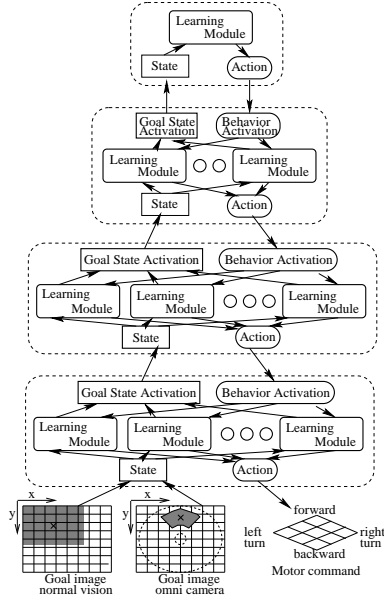 Learning
Module
State
Action
Goal State
Activation
Behavior
Activation
Learning
Module
Learning
Module
State
Action
Goal State Activation
Behavior Activation
Learning
Module
Learning
Module
Learning
Module
State
Action
Goal State Activation
Behavior Activation
Learning
Module
Learning
Module
Learning
Module
State
Action
x
y
x
y
forward
left
turn
right
turn
backward
Goal image
normal vision
Goal image
omni camera
Motor command